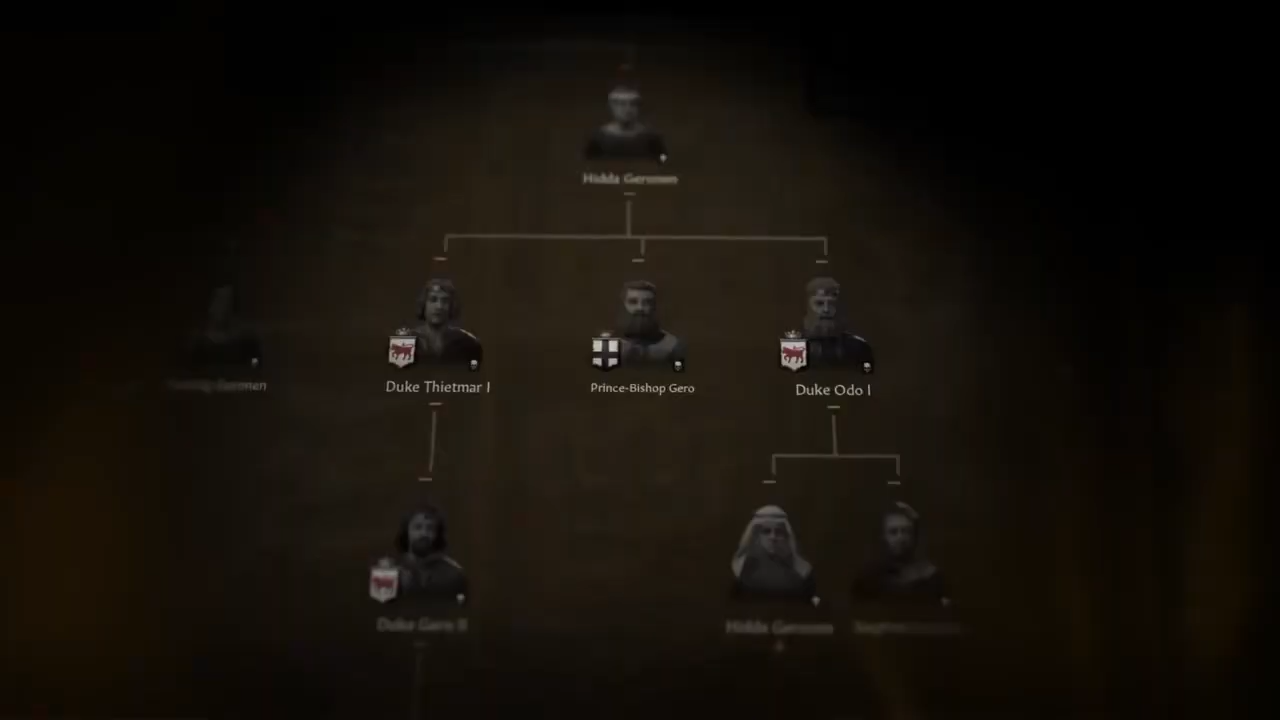 Hidda Geronen
Duke Thietmar I
Prince-Bishop Gero
Duke Odo I
Duke Gero II
Hidda Geronen